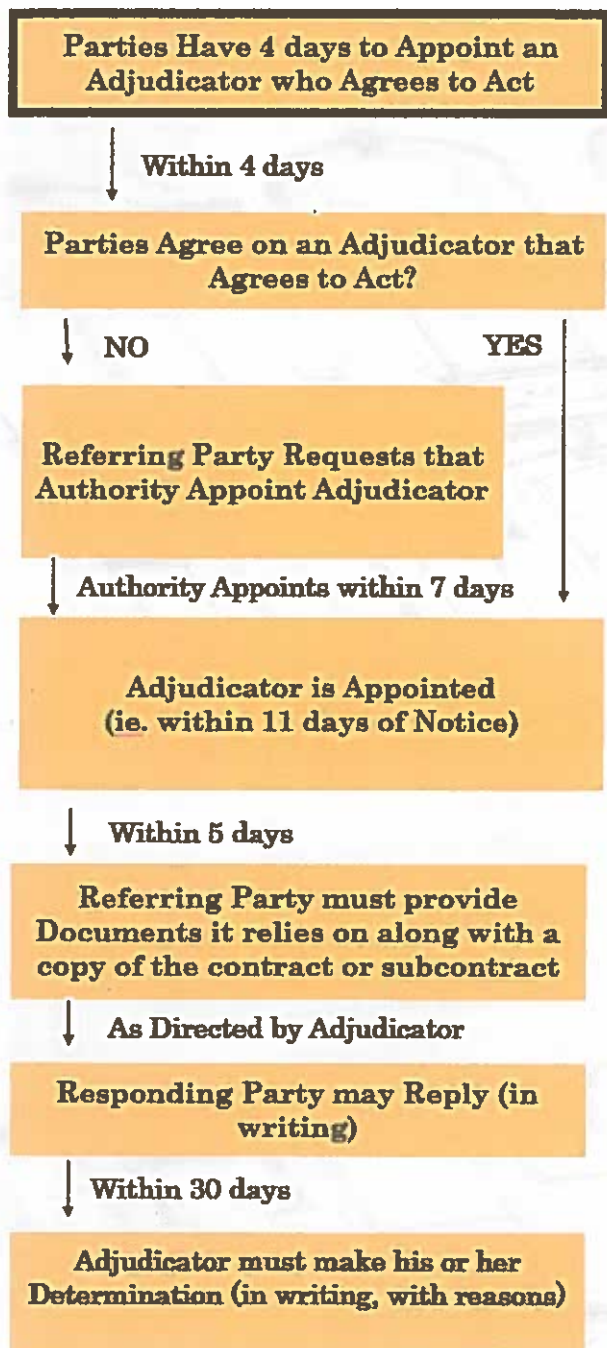 Parties Have 4 days to Appoint an
Adjudicator who Agrees to Act
Within 4 days
Parties Agree on an Adjudicator that
Agrees to Act?
NO
YES
Referring Party Requests that
Authority Appoint Adjudicator
Authority Appoints within 7 days
Adjudicator is Appointed
(ie. within 11 days of Notice)
Within 5 days
Referring Party must provide
Documents it relies on along with a
copy of the contract or subcontract
As Directed by Adjudicator
Responding Party may Reply (in
writing)
Within 30 days
Adjudicator must make his or her
Determination (in writing, with reasons)